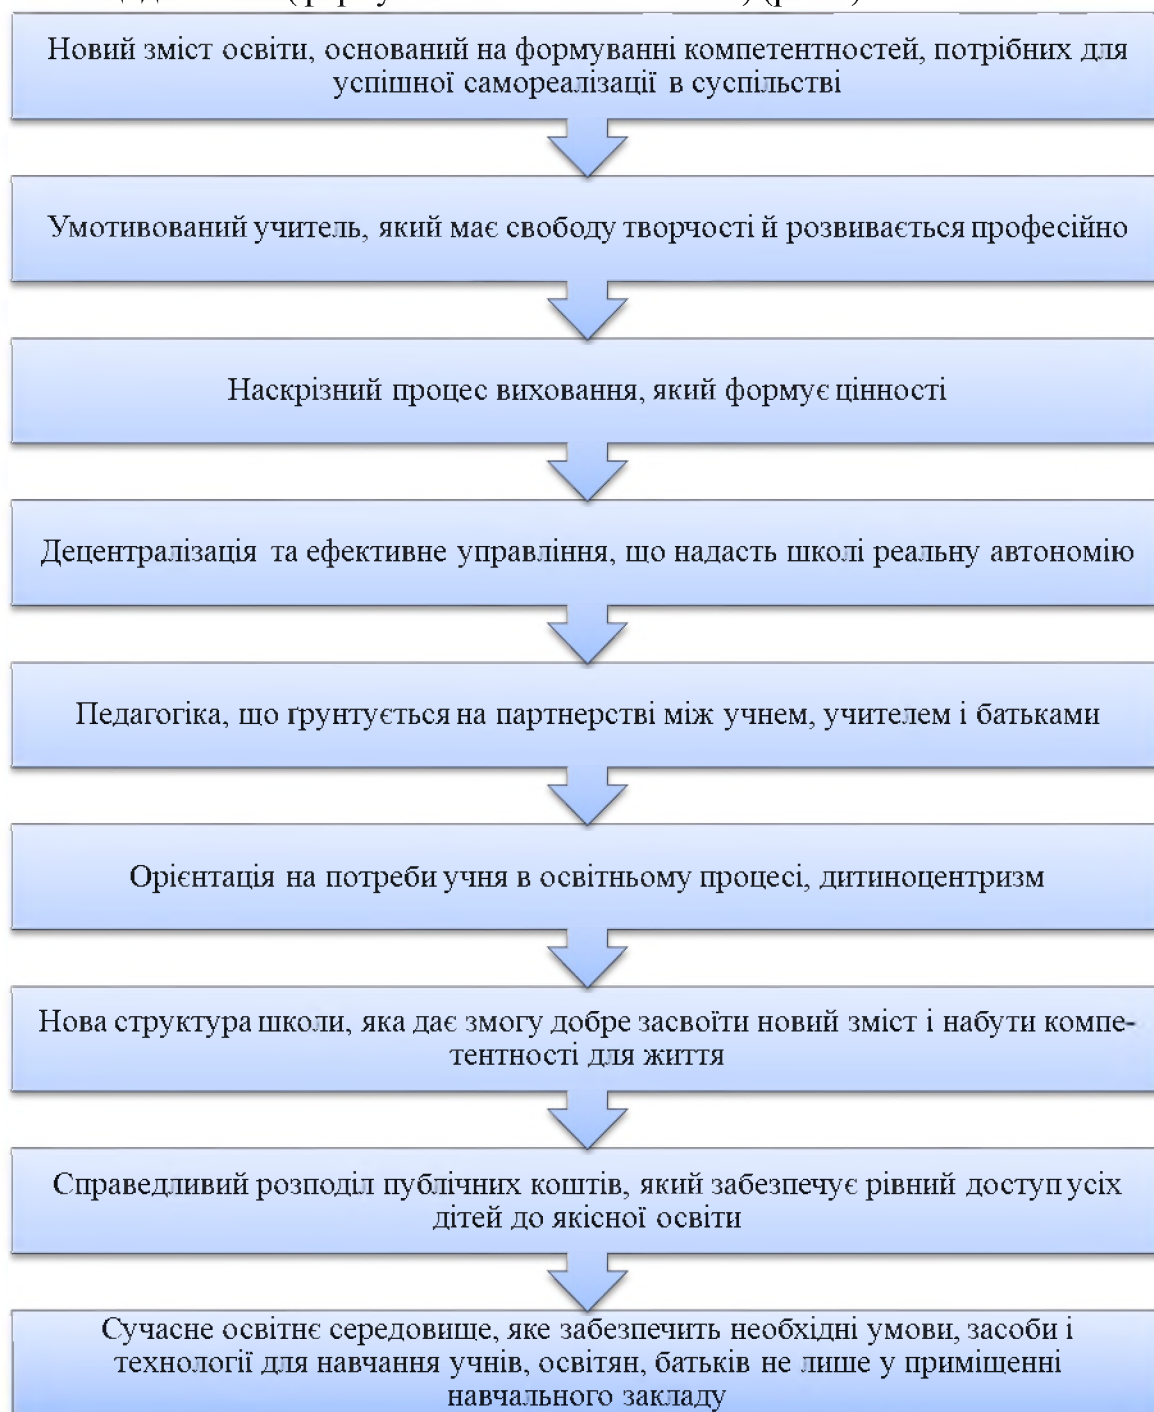 Новий зміст освіти, оснований на формуванні компетентностей, потрібних для
успішної самореалізації в суспільстві
Умотивований учитель, який має свободу творчості й розвивається професійно
Наскрізний процес виховання, який формує цінності
Децентралізація та ефективне управління, що надасть школі реальну автономію
Педагогіка, що ґрунтується на партнерстві між учнем, учителем і батьками
Орієнтація на потреби учня в освітньому процесі, дитиноцентризм
Нова структура школи, яка дає змогу добре засвоїти новий зміст і набути компе-
тентності для життя
Справедливий розподіл публічних коштів, який забезпечує рівний доступ усіх
дітей до якісної освіти
Сучасне освітнє середовище, яке забезпечить необхідні умови, засоби і
технології для навчання учнів, освітян, батьків не лише у приміщенні
навчального закладу